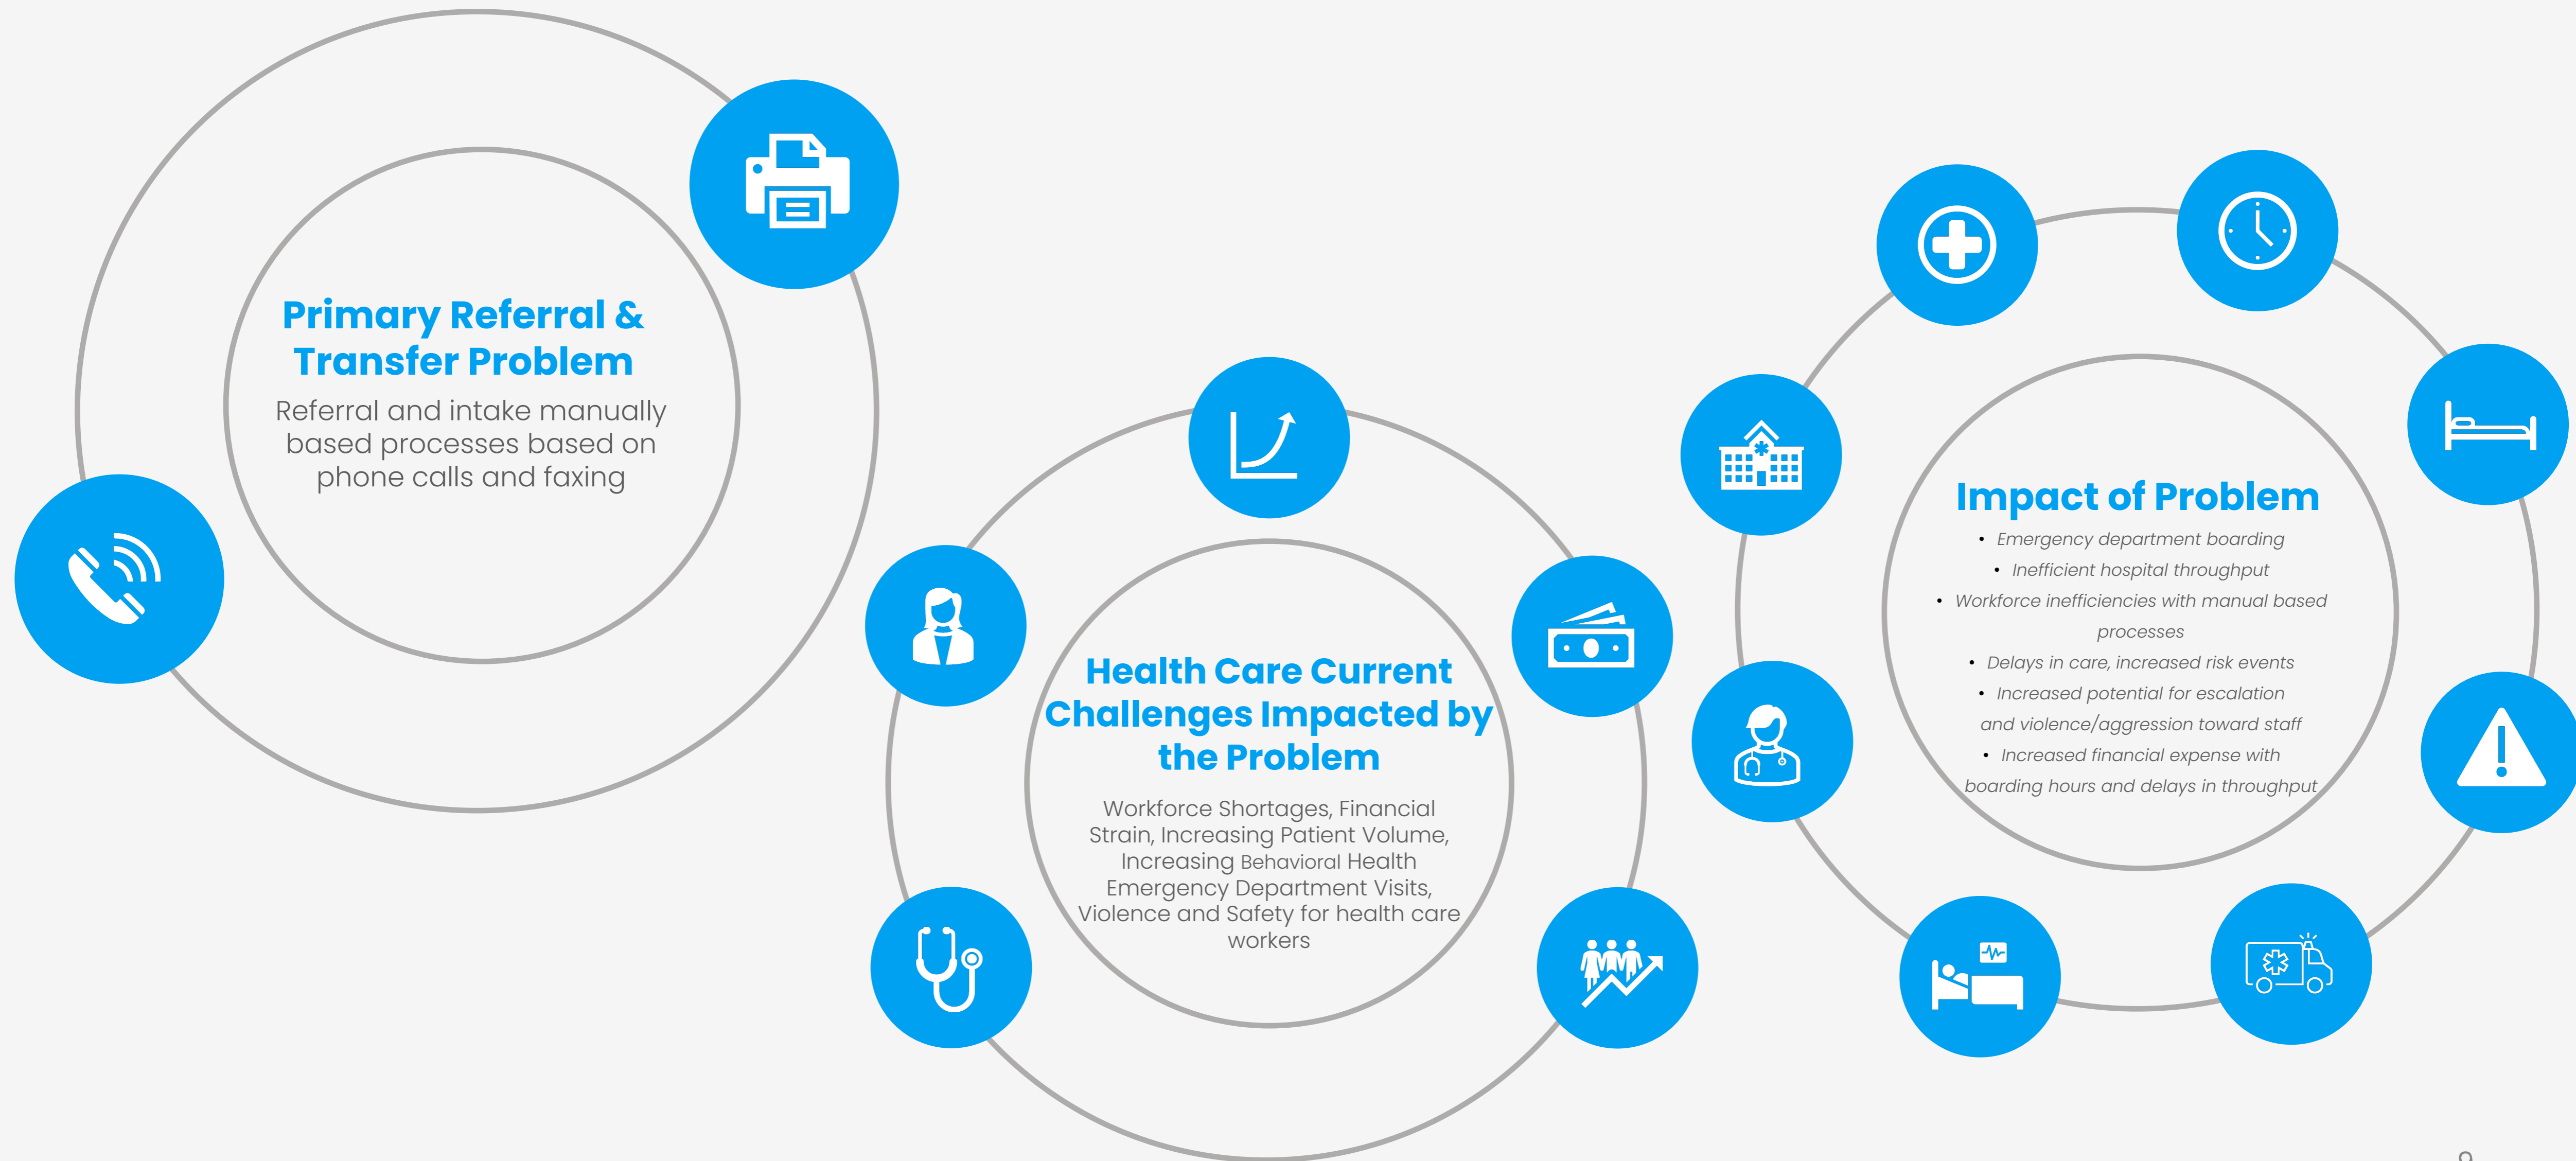 Primary Referral &
Transfer Problem
Referral and intake manually
based processes based on
phone calls and faxing
Health Care Current
Challenges Impacted by
the Problem
Workforce Shortages, Financial
Strain, Increasing Patient Volume,
Increasing Behavioral Health
Emergency Department Visits,
Violence and Safety for health care
workers
Impact of Problem
• Emergency department boarding
• Inefficient hospital throughput
• Workforce inefficiencies with manual based
processes
• Delays in care, increased risk events
• Increased potential for escalation
and violence/aggression toward staff
• Increased financial expense with
boarding hours and delays in throughput